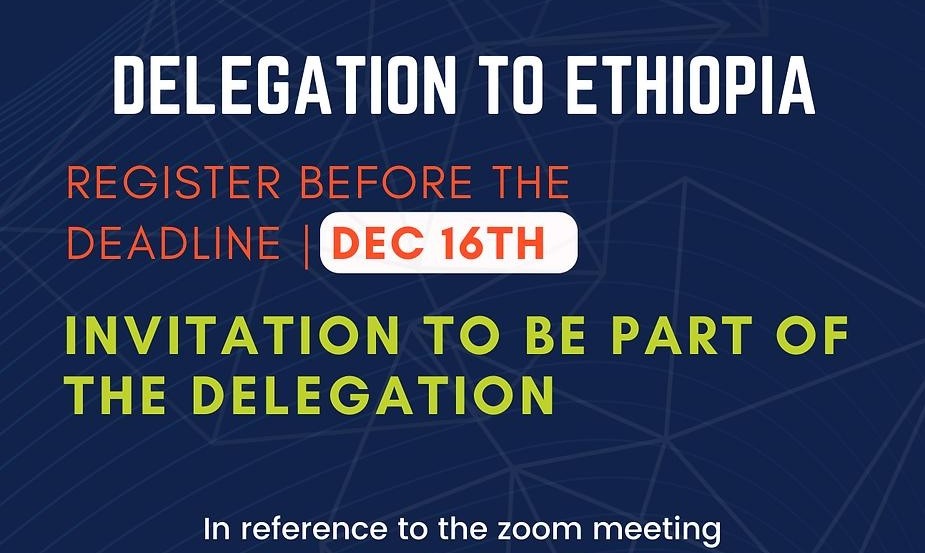 DELEGATION TO ETHIOPIA
REGISTER BEFORE THE
DEADLINE | DEC 16TH
INVITATION TO BE PART OF
THE DELEGATION
In reference to the zoom meeting